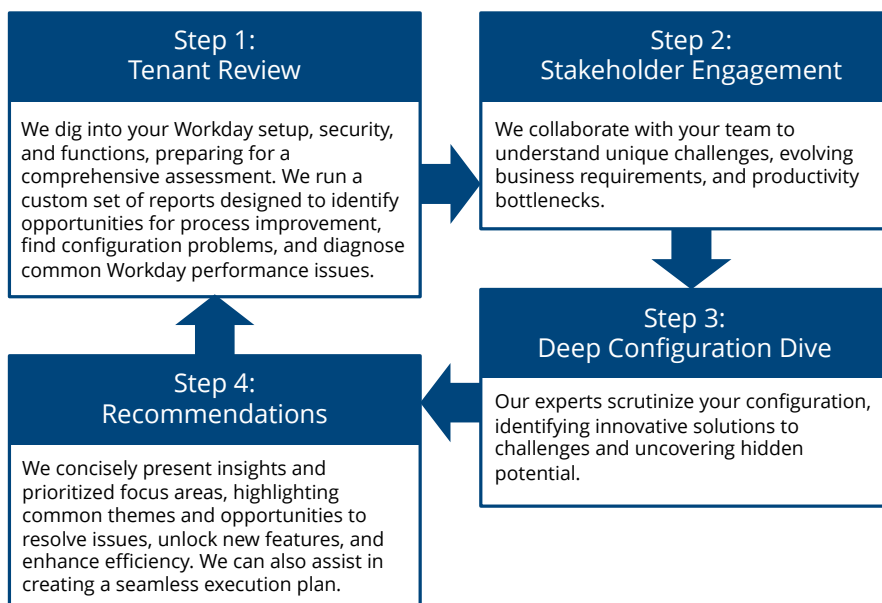 Step 1:
Tenant Review
We dig into your Workday setup, security,
and functions, preparing for a
comprehensive assessment. We run a
custom set of reports designed to identify
opportunities for process improvement,
find configuration problems, and diagnose
common Workday performance issues.
Step 2:
Stakeholder Engagement
We collaborate with your team to
understand unique challenges, evolving
business requirements, and productivity
bottlenecks.
Step 3:
Deep Configuration Dive
Our experts scrutinize your configuration,
identifying innovative solutions to
challenges and uncovering hidden
potential.
Step 4:
Recommendations
We concisely present insights and
prioritized focus areas, highlighting
common themes and opportunities to
resolve issues, unlock new features, and
enhance efficiency. We can also assist in
creating a seamless execution plan.